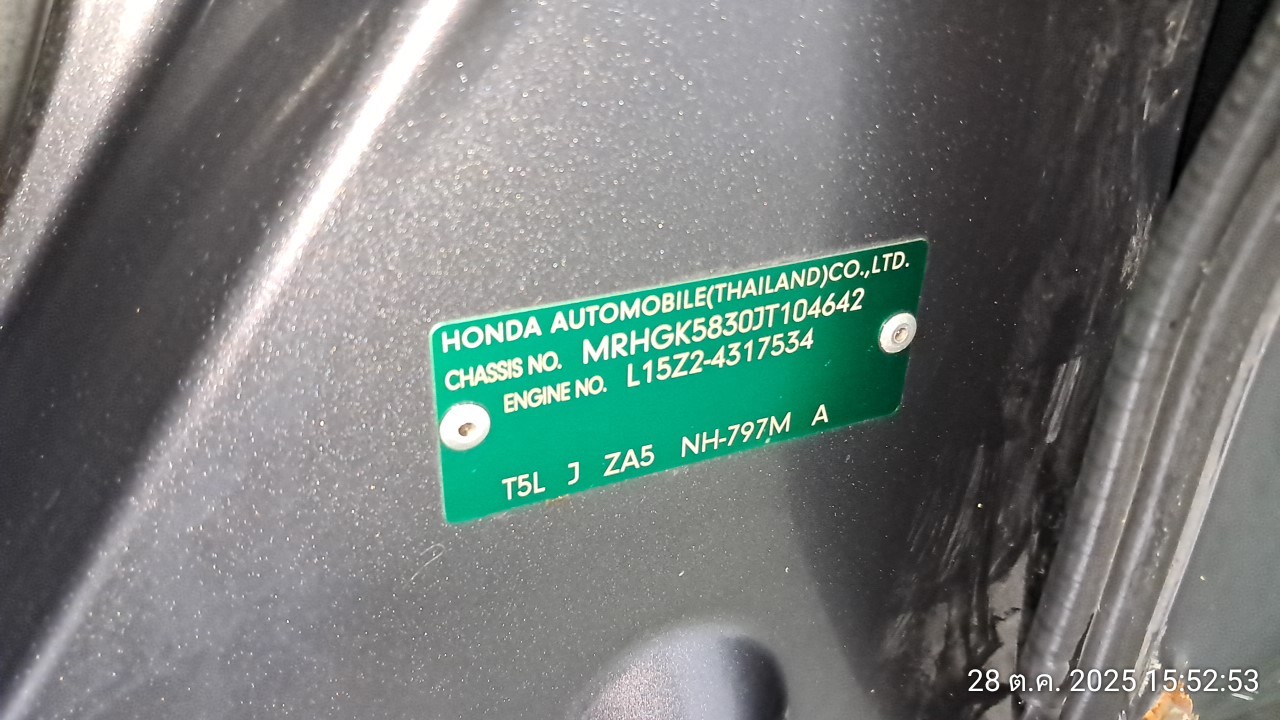 HONDA AUTOMOBILE(THAILAND)CO.,LTD.
CHASSIS NO. MRHGK5830JT104642
ENGINE NO. L15Z2-4317534
T5L J ZA5 NH-797M A
28 ต.ค. 2025 15:52:53